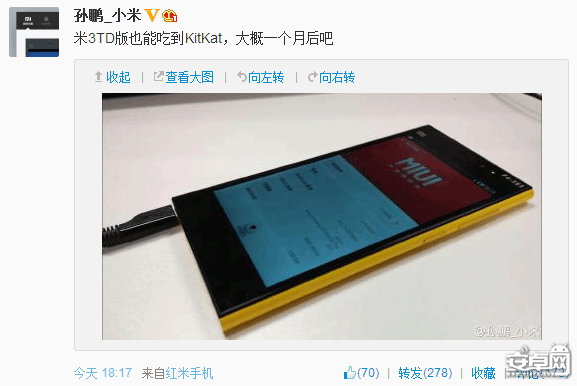 孙鹏_小米
米3TD版也能吃到KitKat，大概一个月后吧
收起 | 查看大图 | 向左转 | 向右转
MIUI
@孙鹏_小米
今天 18:17 来自红米手机
(70) | 转发(278) | 收藏
安卓网